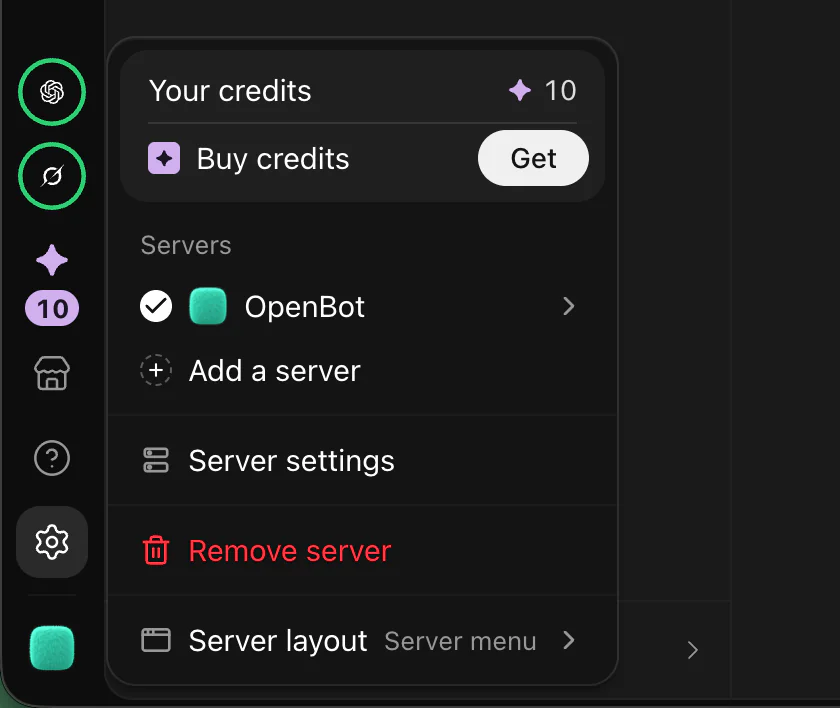 Your credits 10
Buy credits Get
Servers
10
OpenBot
Add a server
Server settings
Remove server
Server layout Server menu